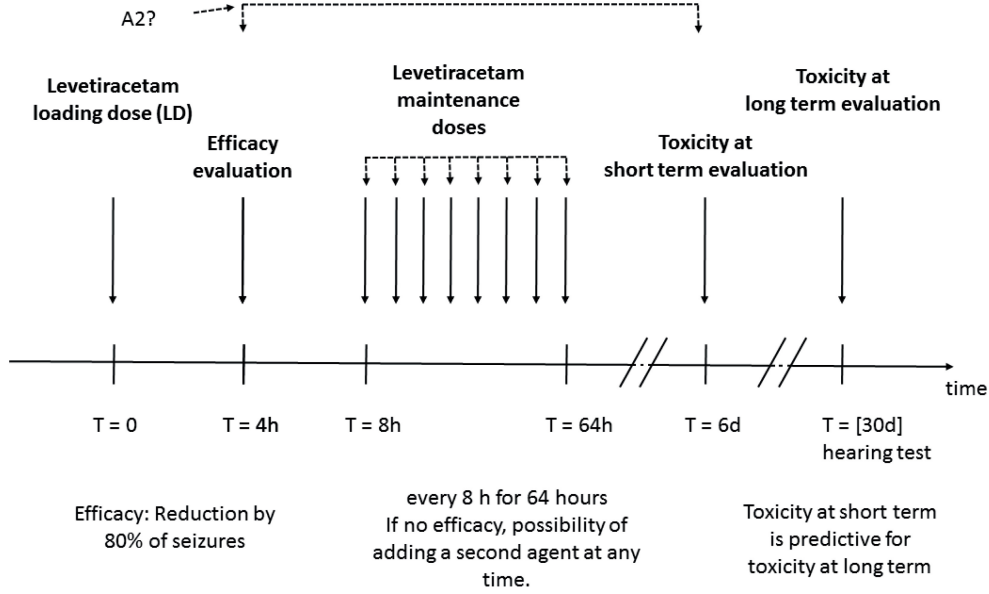 A2?
Levetiracetam
loading dose (LD)
Efficacy
evaluation
Levetiracetam
maintenance
doses
Toxicity at
short term evaluation
Toxicity at
long term evaluation
time
T = 0
T = 4h
T = 8h
T = 64h
T = 6d
T = [30d]
hearing test
Efficacy: Reduction by
80% of seizures
every 8 h for 64 hours
If no efficacy, possibility of
adding a second agent at any
time.
Toxicity at short term
is predictive for
toxicity at long term